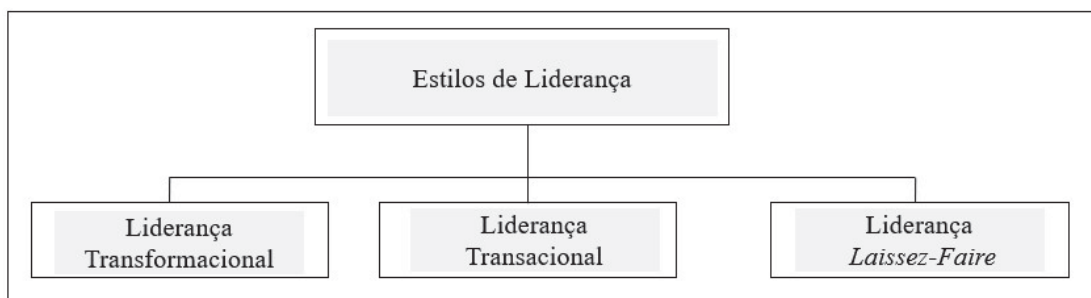 Estilos de Liderança
Liderança
Transformacional
Liderança
Transacional
Liderança
Laissez-Faire